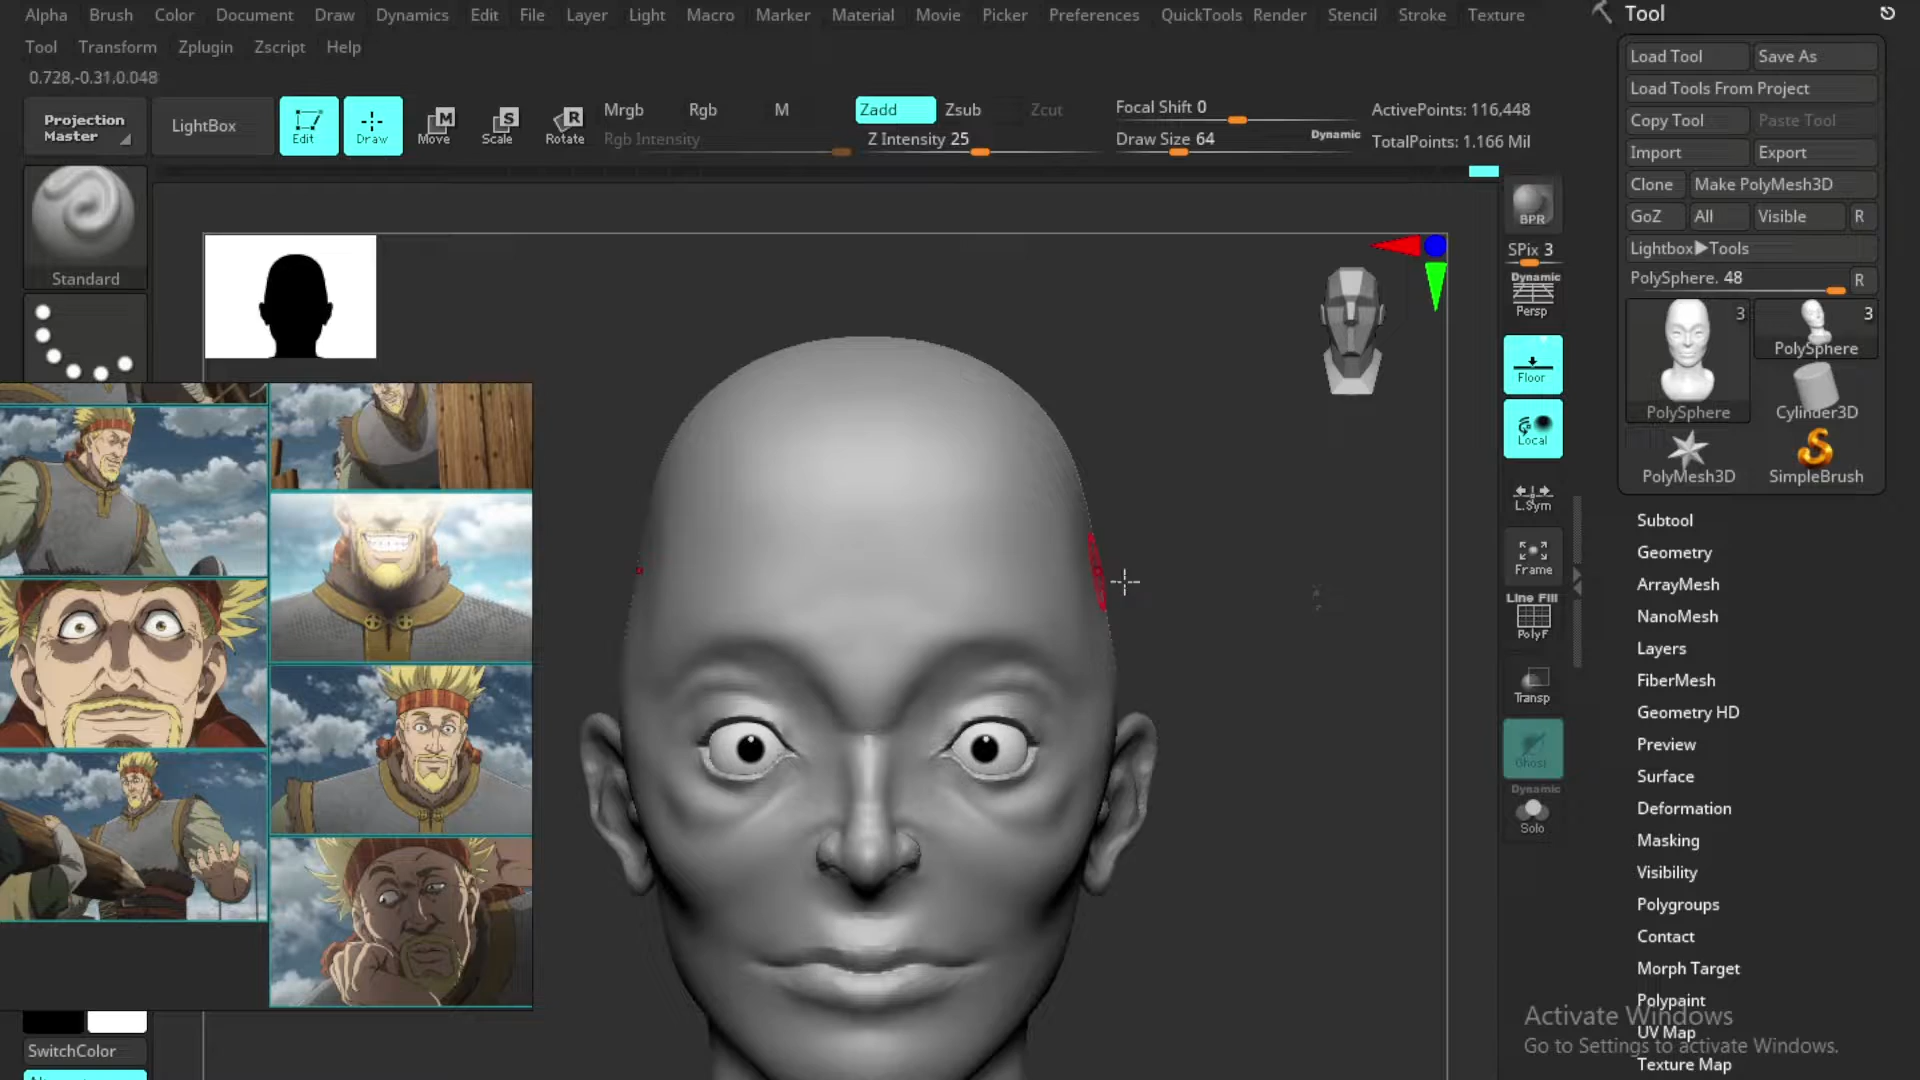 Alpha Brush Color Document Draw Dynamics Edit File Layer Light Macro Marker Material Movie Picker Preferences QuickTools Render Stencil Stroke Texture
Tool Transform Zplugin Zscript Help
0.728,-0.31,0.048
Projection Master
LightBox
Edit
Draw
Move
Scale
Rotate
Mrgb Rgb M
Rgb Intensity
Zadd Zsub Zcut
Z Intensity 25
Focal Shift 0
Draw Size 64
Dynamic
ActivePoints: 116,448
TotalPoints: 1.166 Mil
Standard
SwitchColor
BPR
SPix 3
Dynamic
Persp
Floor
Local
L.Sym
Frame
Line Fill
PolyF
Transp
Ghost
Dynamic
Solo
Tool
Load Tool Save As
Load Tools From Project
Copy Tool Paste Tool
Import Export
Clone Make PolyMesh3D
GoZ All Visible R
Lightbox▶Tools
PolySphere. 48 R
3 3
PolySphere
PolySphere Cylinder3D
PolyMesh3D SimpleBrush
Subtool
Geometry
ArrayMesh
NanoMesh
Layers
FiberMesh
Geometry HD
Preview
Surface
Deformation
Masking
Visibility
Polygroups
Contact
Morph Target
Polypaint
UV Map
Texture Map
Activate Windows
Go to Settings to activate Windows.